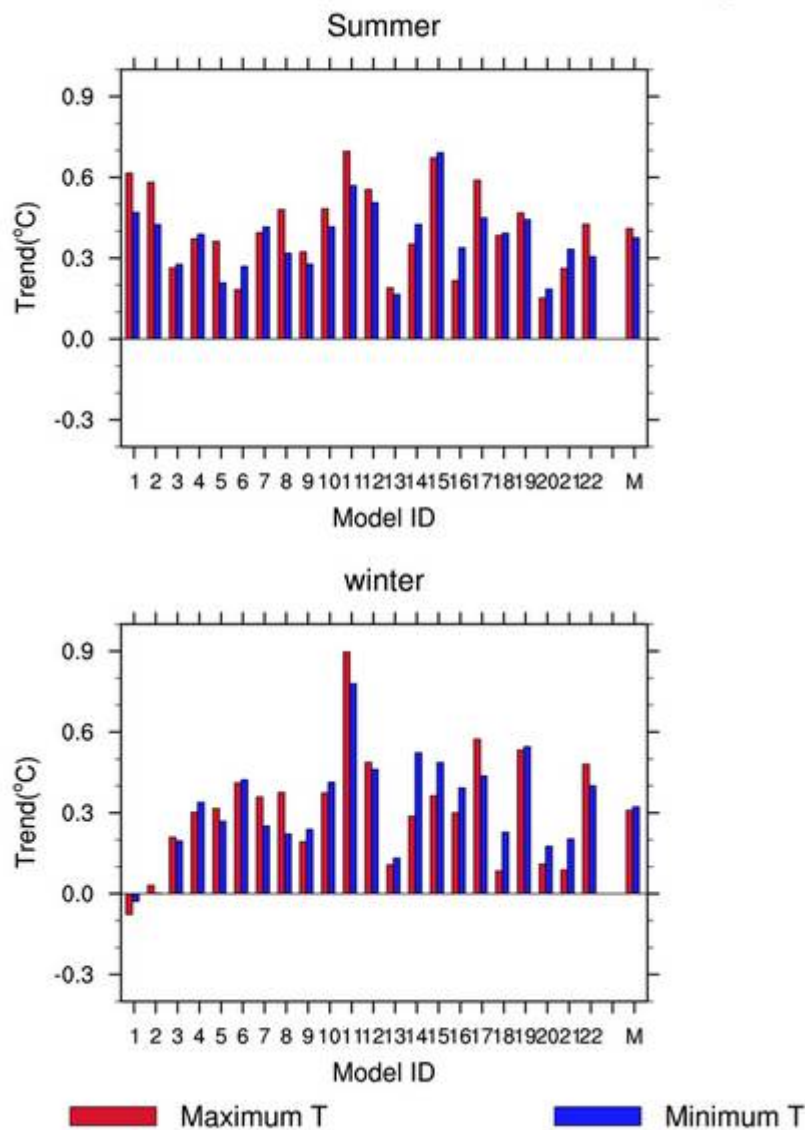 Summer
0.9
0.6
0.3
0.0
-0.3
Trend(°C)
1 2 3 4 5 6 7 8 9 10 11 12 13 14 15 16 17 18 19 20 21 22 M
Model ID
winter
0.9
0.6
0.3
0.0
-0.3
Trend(°C)
1 2 3 4 5 6 7 8 9 10 11 12 13 14 15 16 17 18 19 20 21 22 M
Model ID
Maximum T Minimum T